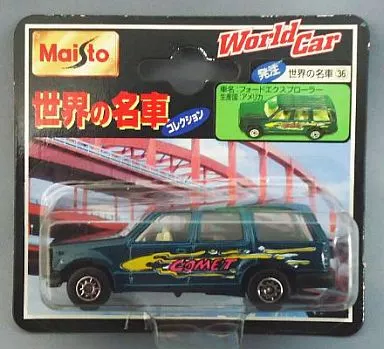 Maisto
World Car
発注
世界の名車 36
車名:フォードエクスプローラー
生産国:アメリカ
世界の名車
コレクション
COMET